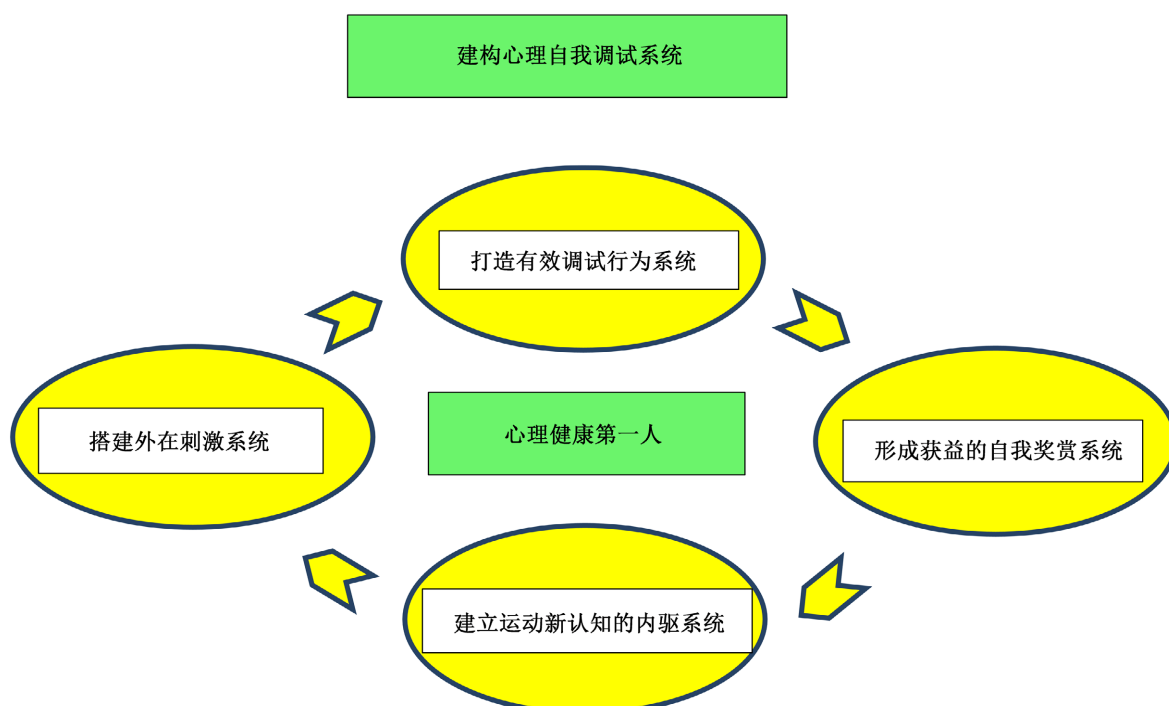 建构心理自我调试系统
打造有效调试行为系统
搭建外在刺激系统
心理健康第一人
形成获益的自我奖赏系统
建立运动新认知的内驱系统